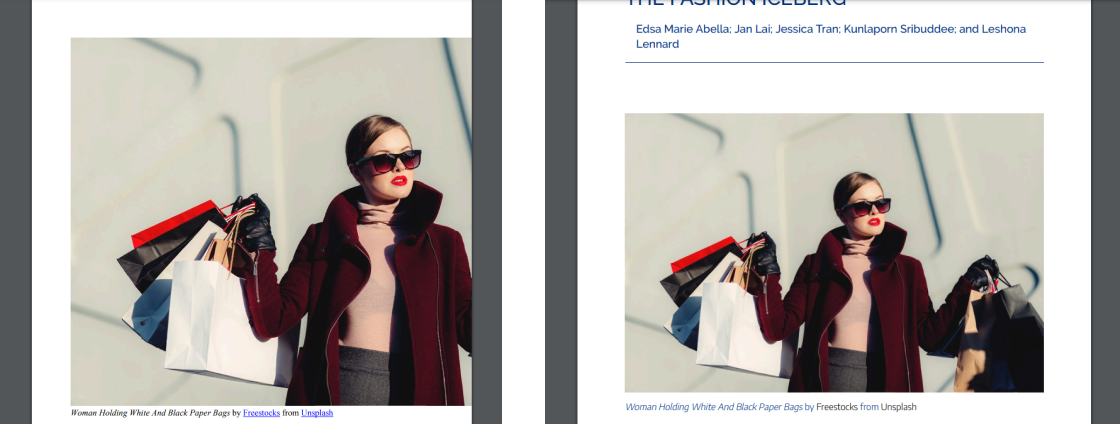 Woman Holding White And Black Paper Bags by Freestocks from Unsplash
THE FASHION ICEBERG
Edsa Marie Abella; Jan Lai; Jessica Tran; Kunlaporn Sribuddee; and Leshona
Lennard
Woman Holding White And Black Paper Bags by Freestocks from Unsplash